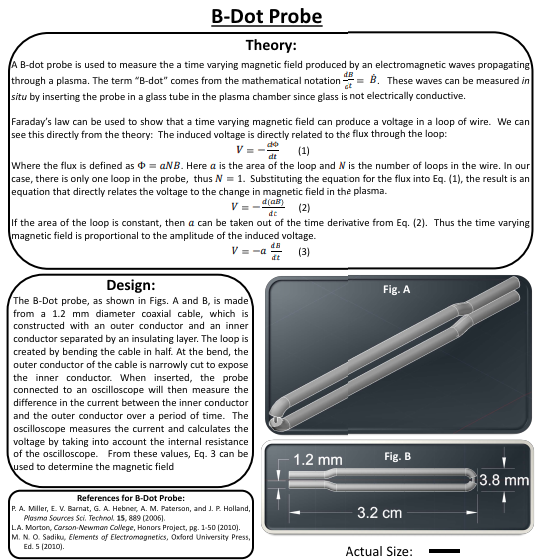 B-Dot Probe
Theory:
A B-dot probe is used to measure the a time varying magnetic field produced by an electromagnetic waves propagating
through a plasma. The term "B-dot" comes from the mathematical notation dB/dt = Ḃ. These waves can be measured in
situ by inserting the probe in a glass tube in the plasma chamber since glass is not electrically conductive.
Faraday's law can be used to show that a time varying magnetic field can produce a voltage in a loop of wire. We can
see this directly from the theory: The induced voltage is directly related to the flux through the loop:
V = −dΦ/dt (1)
Where the flux is defined as Φ = aNB. Here a is the area of the loop and N is the number of loops in the wire. In our
case, there is only one loop in the probe, thus N = 1. Substituting the equation for the flux into Eq. (1), the result is an
equation that directly relates the voltage to the change in magnetic field in the plasma.
V = −d(aB)/dt (2)
If the area of the loop is constant, then a can be taken out of the time derivative from Eq. (2). Thus the time varying
magnetic field is proportional to the amplitude of the induced voltage.
V = −a dB/dt (3)
Design:
The B-Dot probe, as shown in Figs. A and B, is made
from a 1.2 mm diameter coaxial cable, which is
constructed with an outer conductor and an inner
conductor separated by an insulating layer. The loop is
created by bending the cable in half. At the bend, the
outer conductor of the cable is narrowly cut to expose
the inner conductor. When inserted, the probe
connected to an oscilloscope will then measure the
difference in the current between the inner conductor
and the outer conductor over a period of time. The
oscilloscope measures the current and calculates the
voltage by taking into account the internal resistance
of the oscilloscope. From these values, Eq. 3 can be
used to determine the magnetic field
References for B-Dot Probe:
P. A. Miller, E. V. Barnat, G. A. Hebner, A. M. Paterson, and J. P. Holland,
Plasma Sources Sci. Technol. 15, 889 (2006).
L.A. Morton, Carson-Newman College, Honors Project, pg. 1-50 (2010).
M. N. O. Sadiku, Elements of Electromagnetics, Oxford University Press,
Ed. 5 (2010).
Fig. A
Fig. B
1.2 mm
3.8 mm
3.2 cm
Actual Size: